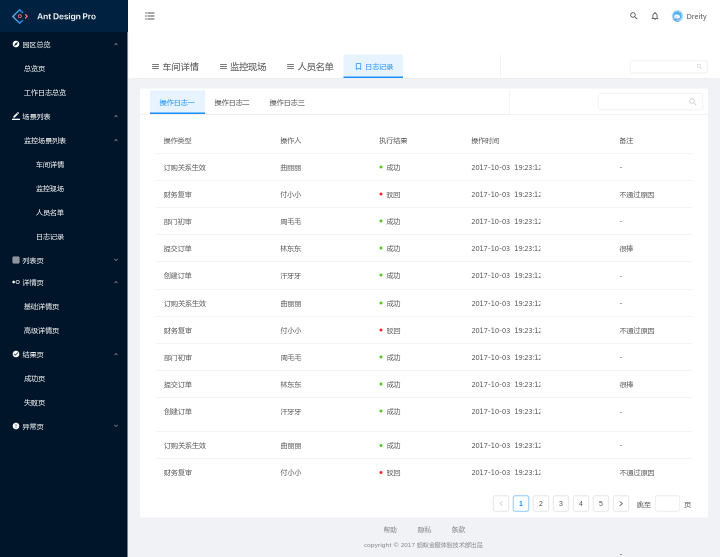 Ant Design Pro
Dreity
园区总览
总览页
工作日志总览
场景列表
监控场景列表
车间详情
监控现场
人员名单
日志记录
列表页
详情页
基础详情页
高级详情页
结果页
成功页
失败页
异常页
车间详情 监控现场 人员名单 日志记录
操作日志一 操作日志二 操作日志三
操作类型 操作人 执行结果 操作时间 备注
订购关系生效 曲丽丽 成功 2017-10-03 19:23:12 -
财务复审 付小小 驳回 2017-10-03 19:23:12 不通过原因
部门初审 周毛毛 成功 2017-10-03 19:23:12 -
提交订单 林东东 成功 2017-10-03 19:23:12 很棒
创建订单 汗牙牙 成功 2017-10-03 19:23:12 -
订购关系生效 曲丽丽 成功 2017-10-03 19:23:12 -
财务复审 付小小 驳回 2017-10-03 19:23:12 不通过原因
部门初审 周毛毛 成功 2017-10-03 19:23:12 -
提交订单 林东东 成功 2017-10-03 19:23:12 很棒
创建订单 汗牙牙 成功 2017-10-03 19:23:12 -
订购关系生效 曲丽丽 成功 2017-10-03 19:23:12 -
财务复审 付小小 驳回 2017-10-03 19:23:12 不通过原因
< 1 2 3 4 5 > 跳至 页
帮助 隐私 条款
copyright © 2017 蚂蚁金服体验技术部出品
-